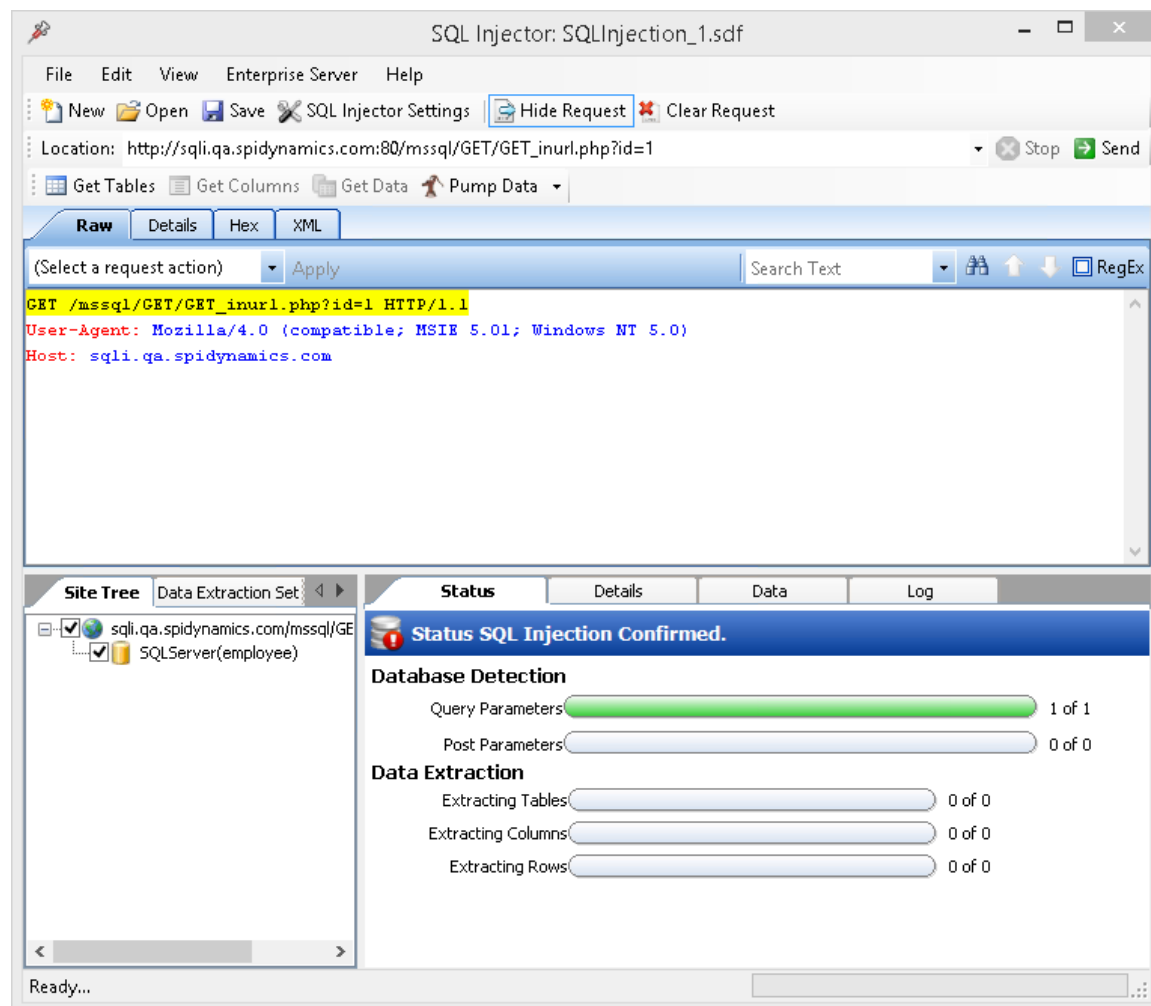 SQL Injector: SQLInjection_1.sdf
File Edit View Enterprise Server Help
New Open Save SQL Injector Settings Hide Request Clear Request
Location: http://sqli.qa.spidynamics.com:80/mssql/GET/GET_inurl.php?id=1 Stop Send
Get Tables Get Columns Get Data Pump Data
Raw Details Hex XML
(Select a request action) Apply Search Text RegEx
GET /mssql/GET/GET_inurl.php?id=1 HTTP/1.1
User-Agent: Mozilla/4.0 (compatible; MSIE 5.01; Windows NT 5.0)
Host: sqli.qa.spidynamics.com
Site Tree Data Extraction Set Status Details Data Log
sqli.qa.spidynamics.com/mssql/GE
SQLServer(employee)
Status SQL Injection Confirmed.
Database Detection
Query Parameters 1 of 1
Post Parameters 0 of 0
Data Extraction
Extracting Tables 0 of 0
Extracting Columns 0 of 0
Extracting Rows 0 of 0
Ready...